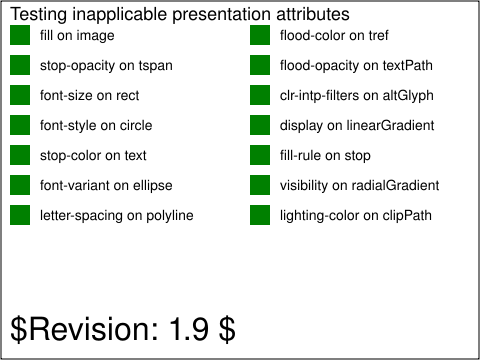 Testing inapplicable presentation attributes
fill on image
stop-opacity on tspan
font-size on rect
font-style on circle
stop-color on text
font-variant on ellipse
letter-spacing on polyline
flood-color on tref
flood-opacity on textPath
clr-intp-filters on altGlyph
display on linearGradient
fill-rule on stop
visibility on radialGradient
lighting-color on clipPath
$Revision: 1.9 $